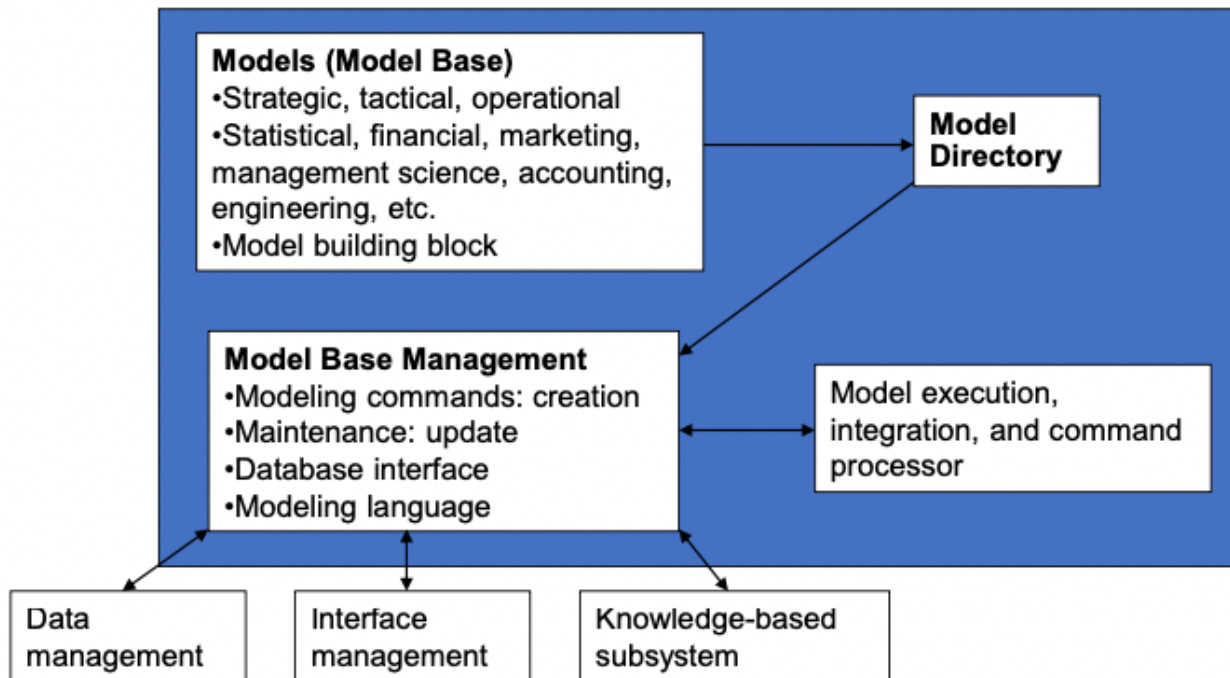 Models (Model Base)
•Strategic, tactical, operational
•Statistical, financial, marketing,
management science, accounting,
engineering, etc.
•Model building block
Model
Directory
Model Base Management
•Modeling commands: creation
•Maintenance: update
•Database interface
•Modeling language
Model execution,
integration, and command
processor
Data
management
Interface
management
Knowledge-based
subsystem